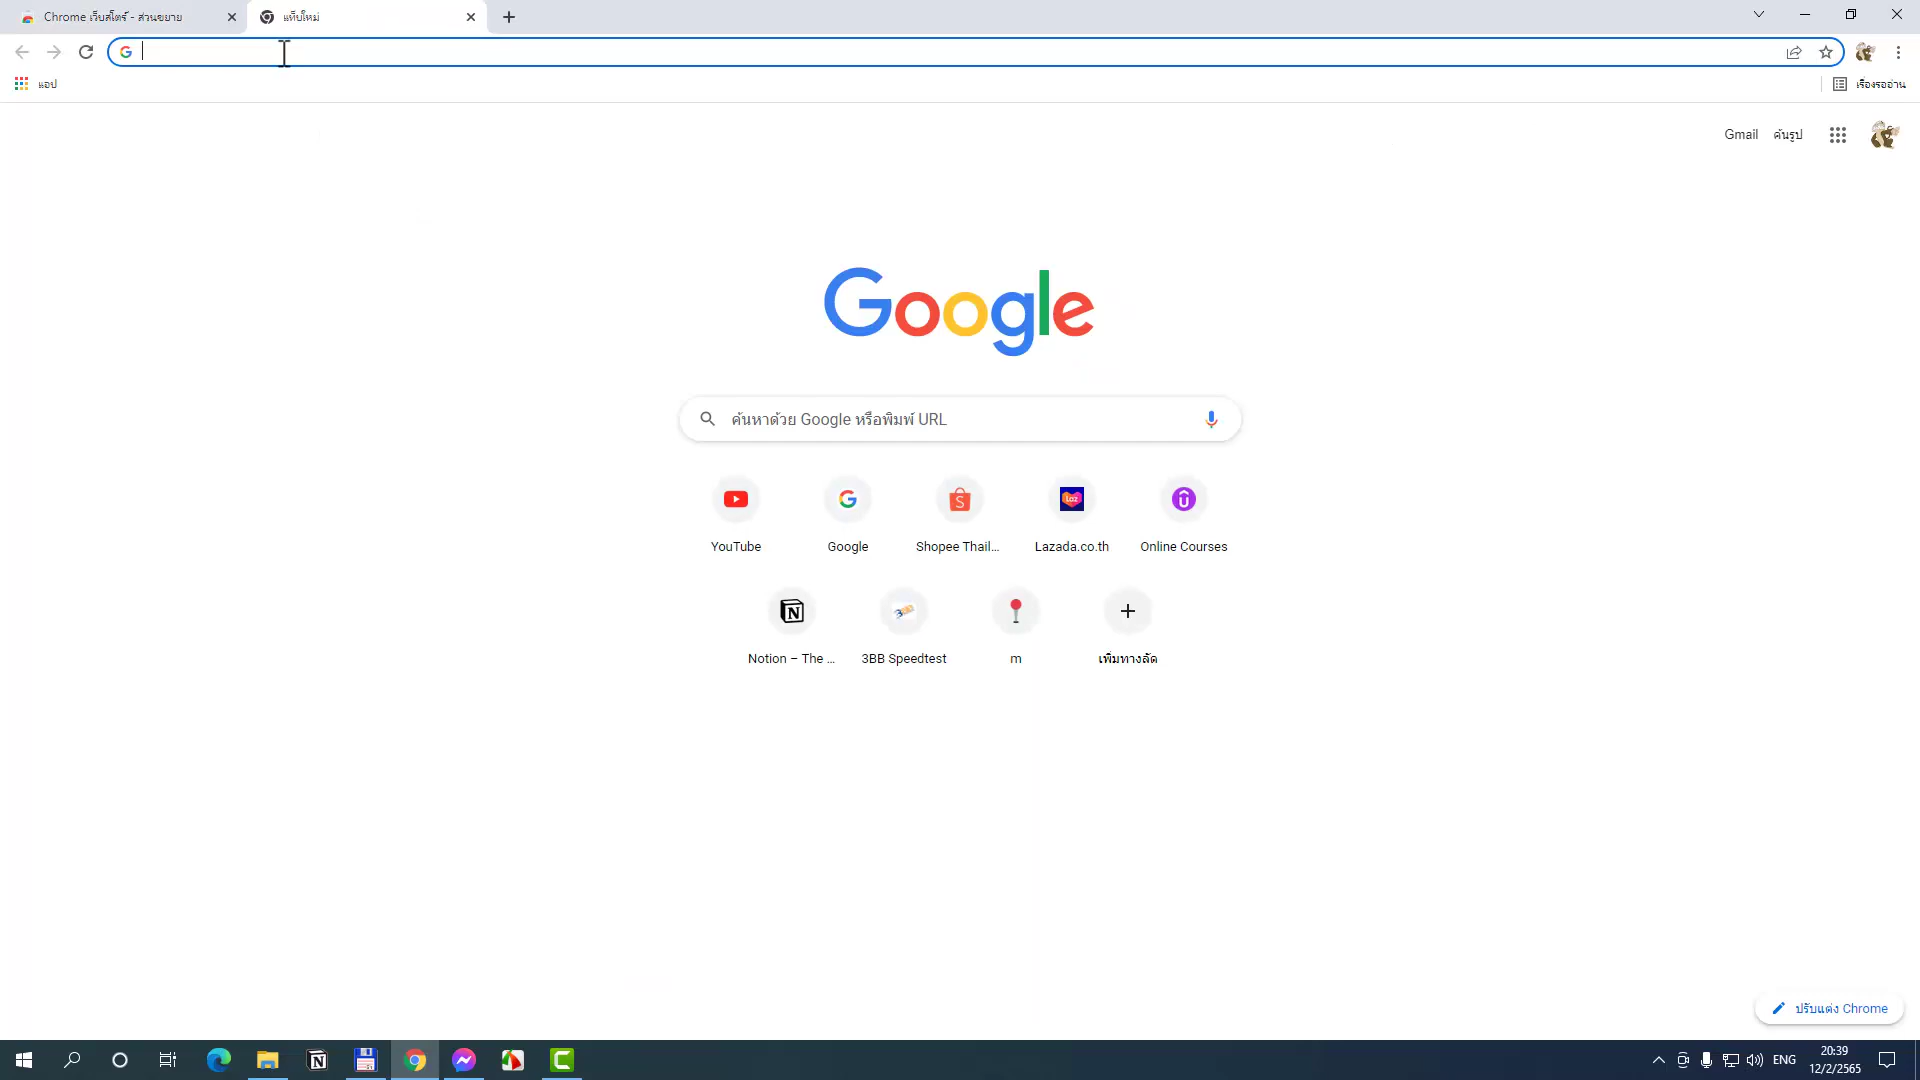 Chrome เว็บสโตร์ - ส่วนขยาย
แท็บใหม่
แอป
เรื่องรออ่าน
Gmail
ค้นรูป
Google
ค้นหาด้วย Google หรือพิมพ์ URL
YouTube
Google
Shopee Thail...
Lazada.co.th
Online Courses
Notion – The ...
3BB Speedtest
m
เพิ่มทางลัด
ปรับแต่ง Chrome
ENG
20:39
12/2/2565